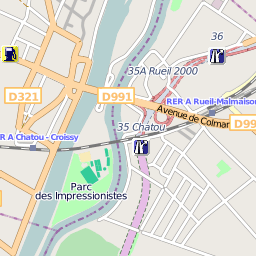 36
35A Rueil 2000
D321
D991
RER A Rueil-Malmaison
Avenue de Colmar
D99
35 Chatou
RER A Chatou - Croissy
Parc
des Impressionistes